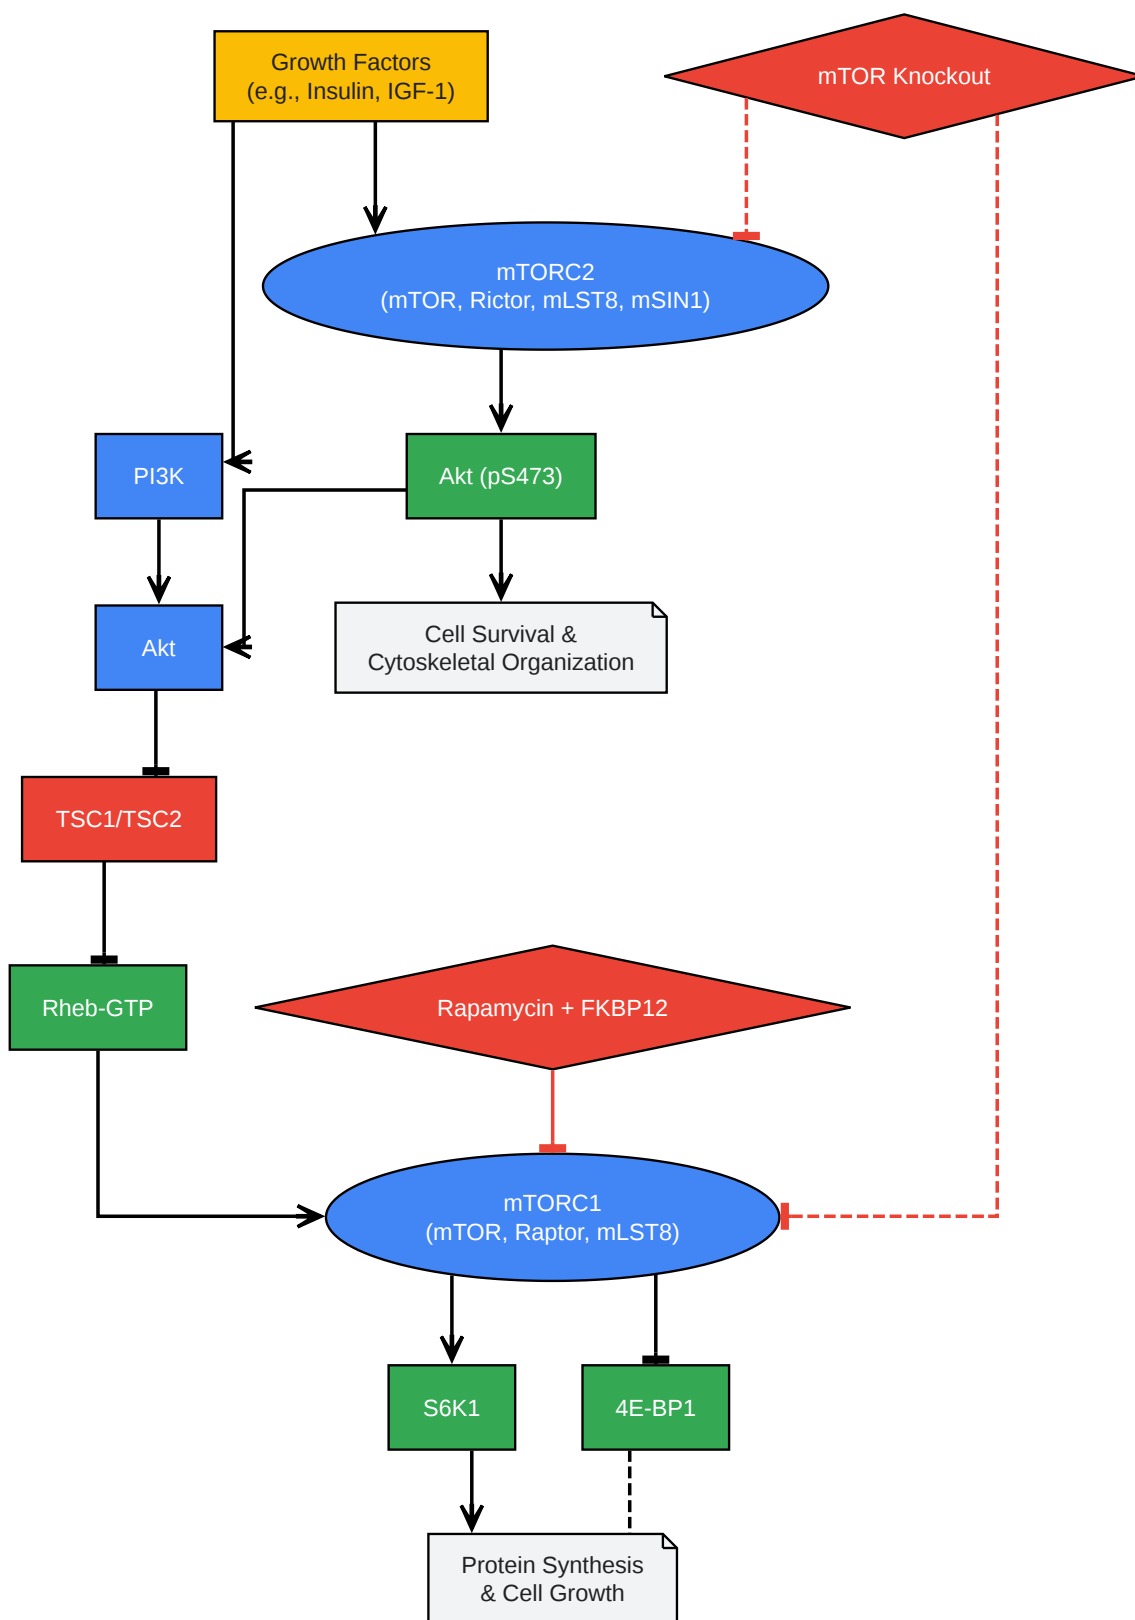 Growth Factors
(e.g., Insulin, IGF-1)
mTOR Knockout
mTORC2
(mTOR, Rictor, mLST8, mSIN1)
PI3K
Akt (pS473)
Akt
Cell Survival &
Cytoskeletal Organization
TSC1/TSC2
Rheb-GTP
Rapamycin + FKBP12
mTORC1
(mTOR, Raptor, mLST8)
S6K1
4E-BP1
Protein Synthesis
& Cell Growth